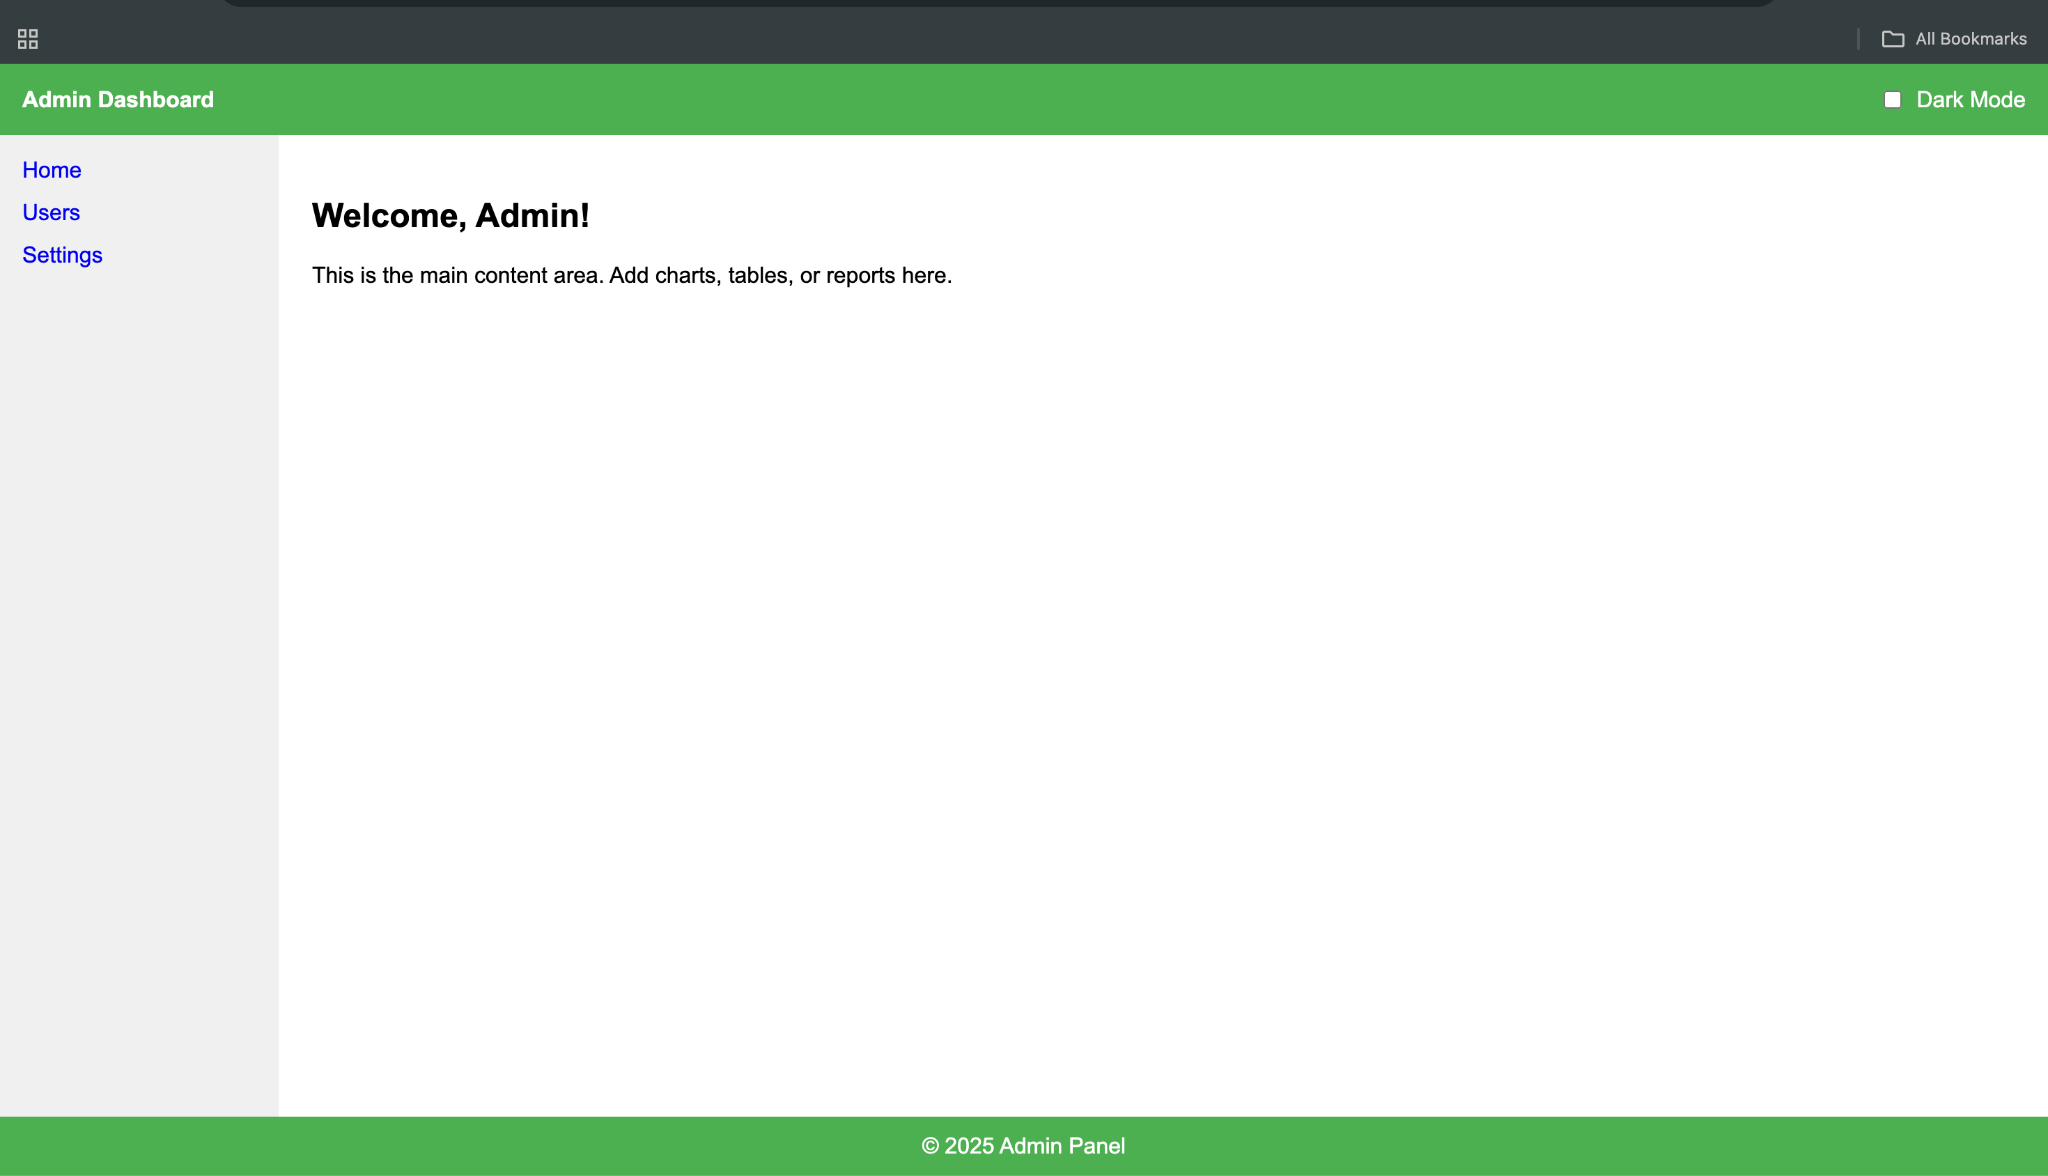 All Bookmarks
Admin Dashboard
Dark Mode
Home
Users
Settings
Welcome, Admin!
This is the main content area. Add charts, tables, or reports here.
© 2025 Admin Panel